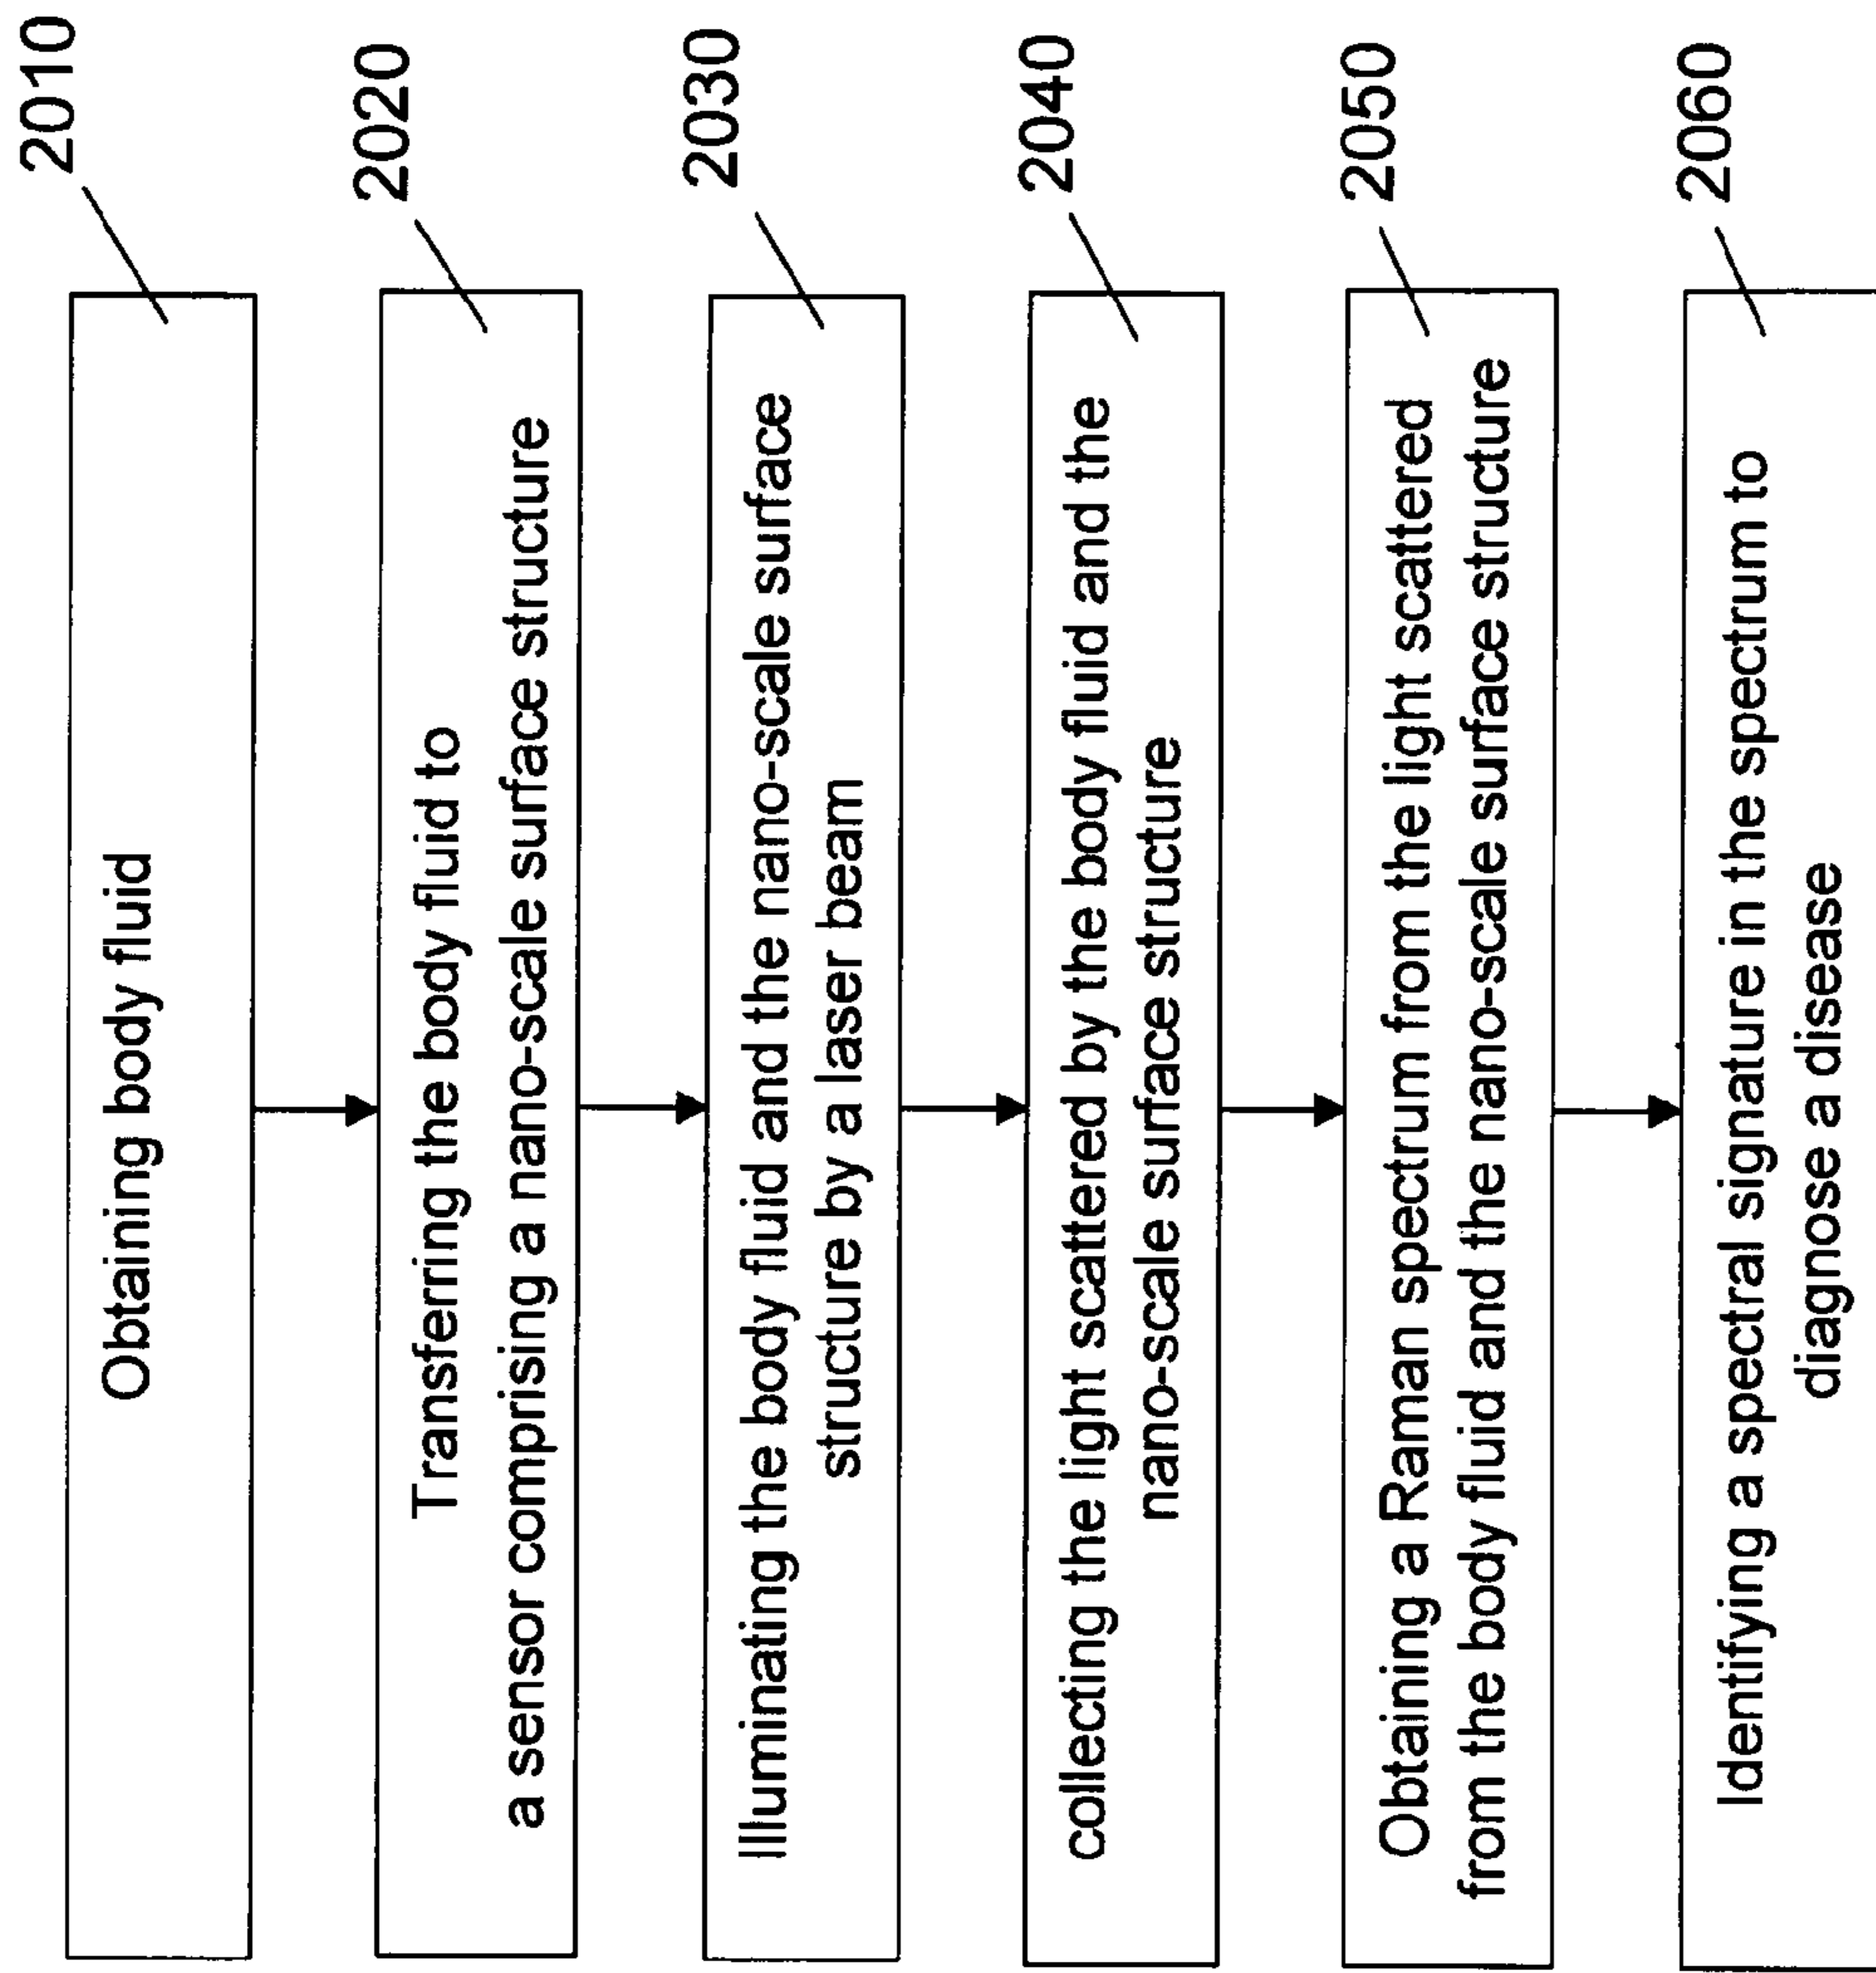 2010
Obtaining body fluid
2020
Transferring the body fluid to
a sensor comprising a nano-scale surface structure
2030
Illuminating the body fluid and the nano-scale surface
structure by a laser beam
2040
collecting the light scattered by the body fluid and the
nano-scale surface structure
2050
Obtaining a Raman spectrum from the light scattered
from the body fluid and the nano-scale surface structure
2060
Identifying a spectral signature in the spectrum to
diagnose a disease